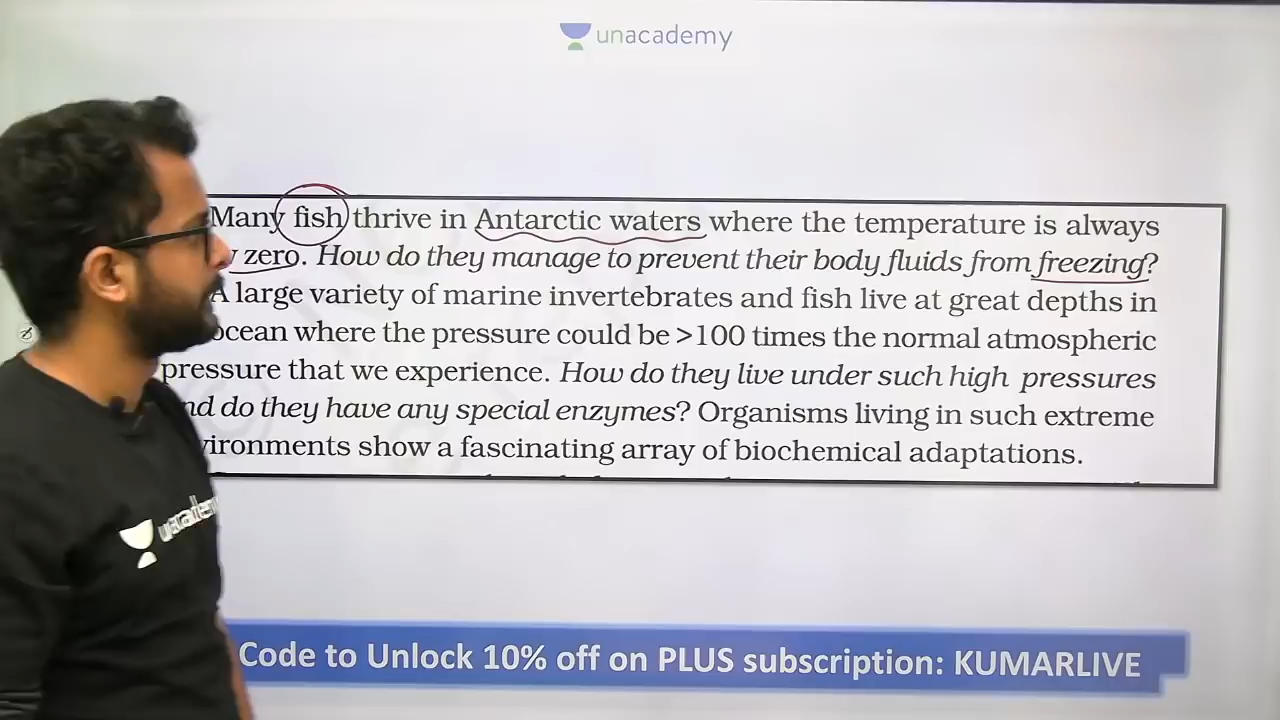 unacademy
Many fish thrive in Antarctic waters where the temperature is always
zero. How do they manage to prevent their body fluids from freezing?
A large variety of marine invertebrates and fish live at great depths in
ocean where the pressure could be >100 times the normal atmospheric
pressure that we experience. How do they live under such high pressures
nd do they have any special enzymes? Organisms living in such extreme
vironments show a fascinating array of biochemical adaptations.
unacademy
Code to Unlock 10% off on PLUS subscription: KUMARLIVE